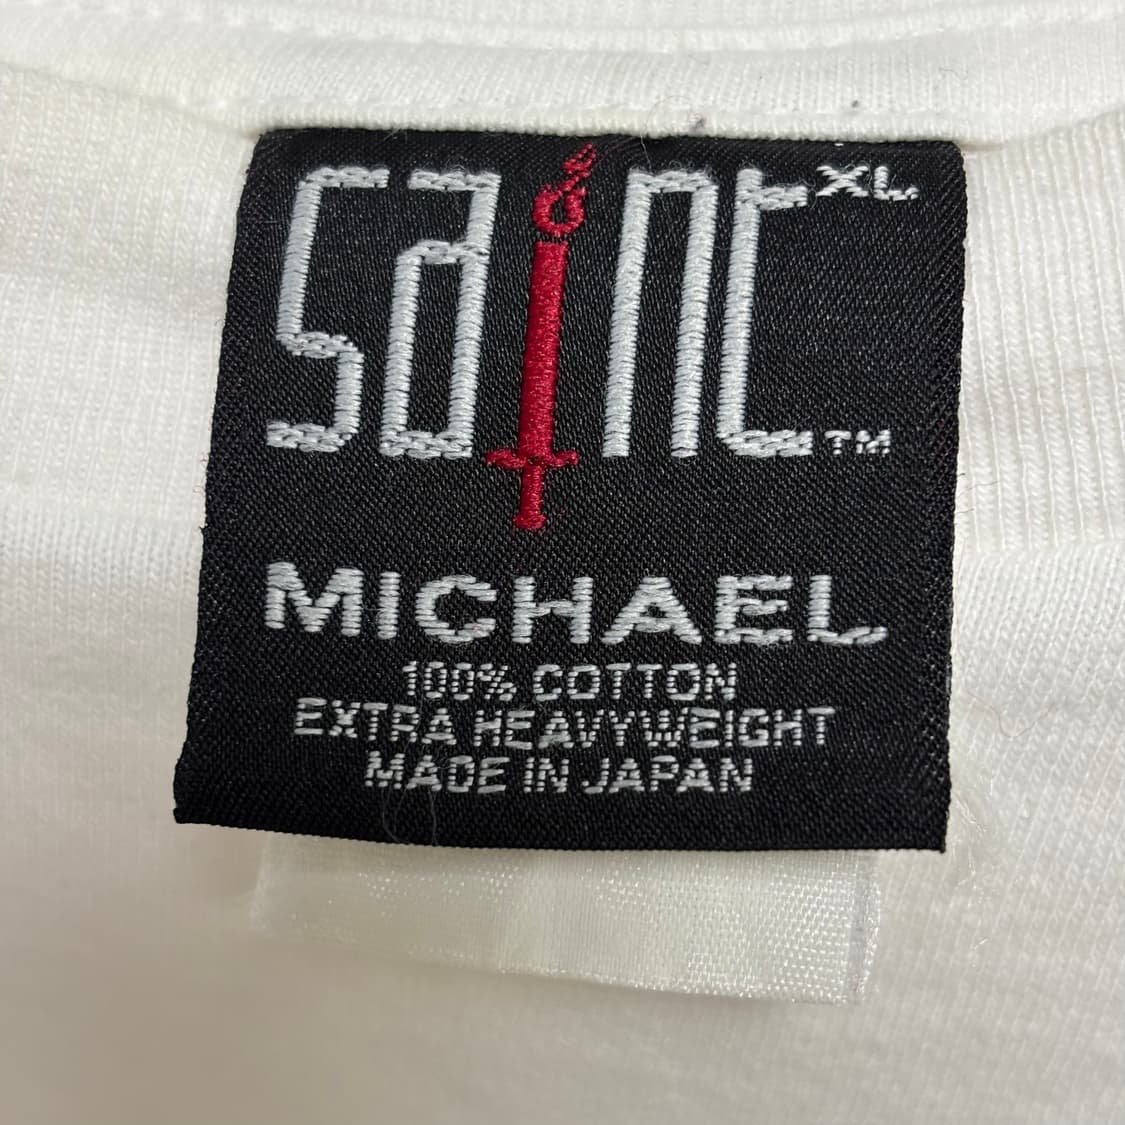 saint XL
TM
MICHAEL
100% COTTON
EXTRA HEAVYWEIGHT
MADE IN JAPAN